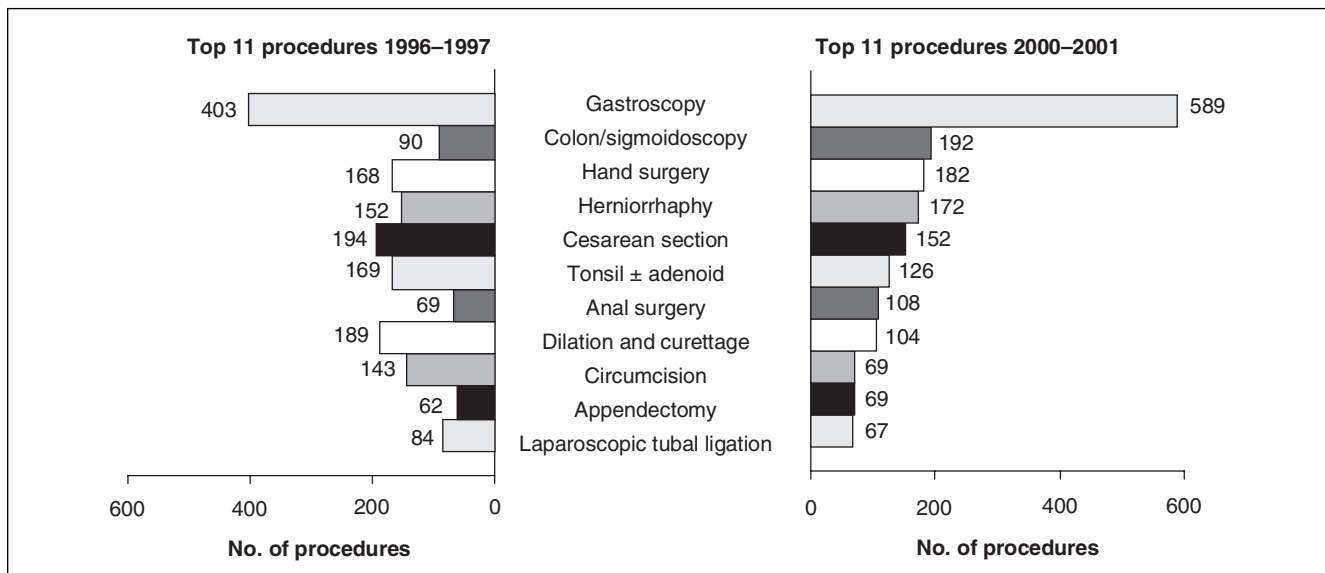 Top 11 procedures 1996–1997
Top 11 procedures 2000–2001
403 Gastroscopy 589
90 Colon/sigmoidoscopy 192
168 Hand surgery 182
152 Herniorrhaphy 172
194 Cesarean section 152
169 Tonsil ± adenoid 126
69 Anal surgery 108
189 Dilation and curettage 104
143 Circumcision 69
62 Appendectomy 69
84 Laparoscopic tubal ligation 67
600 400 200 0
0 200 400 600
No. of procedures
No. of procedures